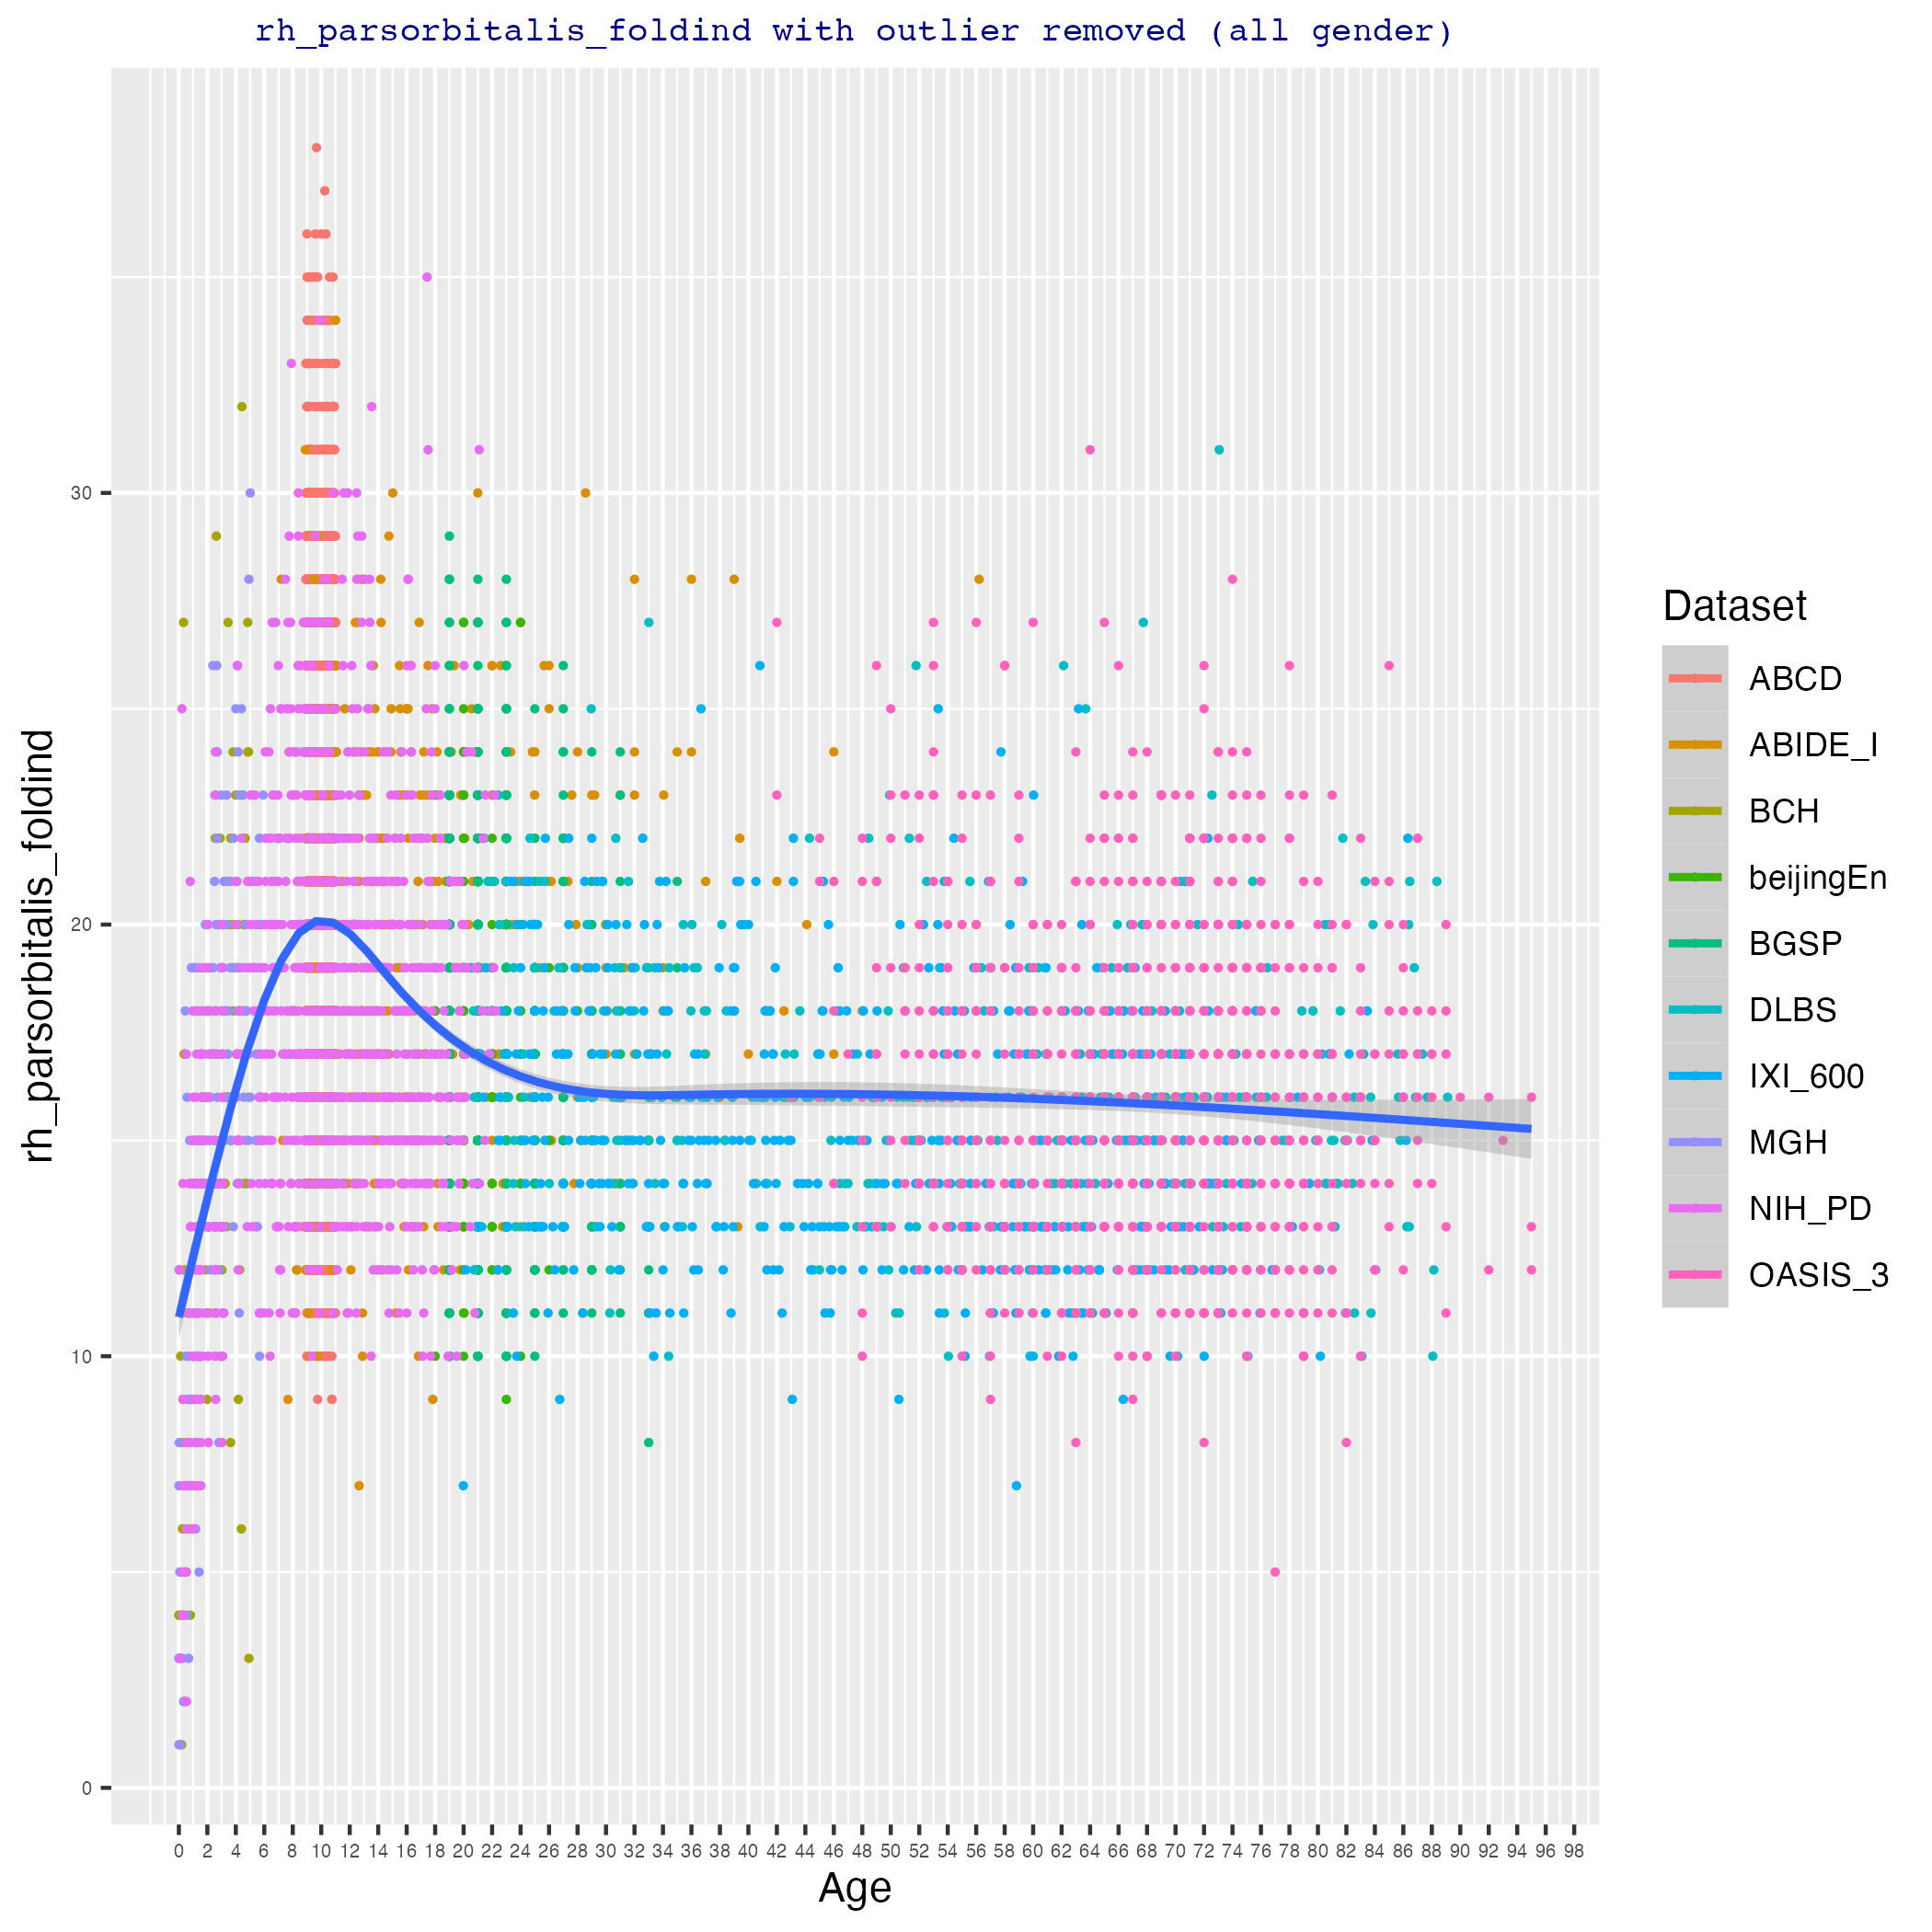 rh_parsorbitalis_foldind with outlier removed (all gender)
rh_parsorbitalis_foldind
30
20
10
0
0 2 4 6 8 10 12 14 16 18 20 22 24 26 28 30 32 34 36 38 40 42 44 46 48 50 52 54 56 58 60 62 64 66 68 70 72 74 76 78 80 82 84 86 88 90 92 94 96 98
Age
Dataset
ABCD
ABIDE_I
BCH
beijingEn
BGSP
DLBS
IXI_600
MGH
NIH_PD
OASIS_3